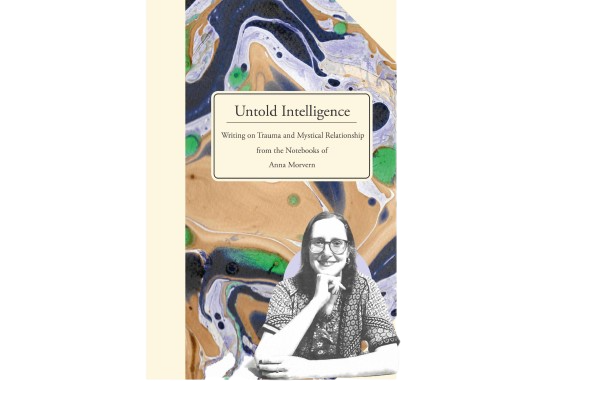 Untold Intelligence
Writing on Trauma and Mystical Relationship
from the Notebooks of
Anna Morvern